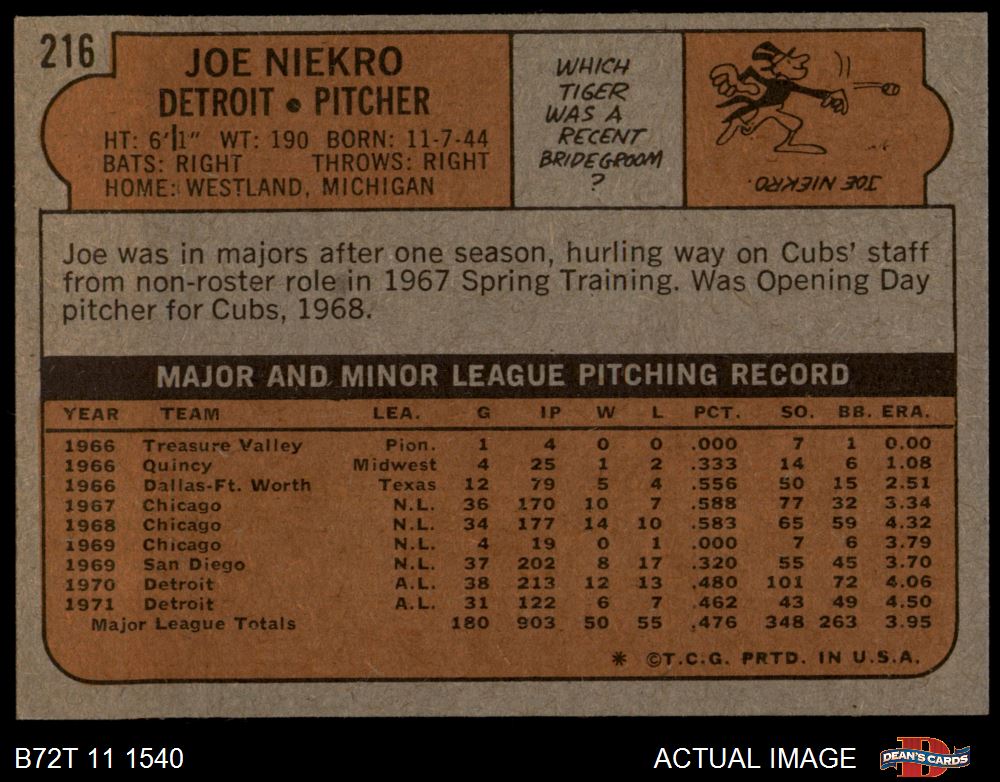 216
JOE NIEKRO
DETROIT • PITCHER
HT: 6'1" WT: 190 BORN: 11-7-44
BATS: RIGHT THROWS: RIGHT
HOME: WESTLAND, MICHIGAN
WHICH
TIGER
WAS A
RECENT
BRIDEGROOM
?
JOE NIEKRO.
Joe was in majors after one season, hurling way on Cubs' staff
from non-roster role in 1967 Spring Training. Was Opening Day
pitcher for Cubs, 1968.
MAJOR AND MINOR LEAGUE PITCHING RECORD
YEAR TEAM LEA. G IP W L PCT. SO. BB. ERA.
1966 Treasure Valley Pion. 1 4 0 0 .000 7 1 0.00
1966 Quincy Midwest 4 25 1 2 .333 14 6 1.08
1966 Dallas-Ft. Worth Texas 12 79 5 4 .556 50 15 2.51
1967 Chicago N.L. 36 170 10 7 .588 77 32 3.34
1968 Chicago N.L. 34 177 14 10 .583 65 59 4.32
1969 Chicago N.L. 4 19 0 1 .000 7 6 3.79
1969 San Diego N.L. 37 202 8 17 .320 55 45 3.70
1970 Detroit A.L. 38 213 12 13 .480 101 72 4.06
1971 Detroit A.L. 31 122 6 7 .462 43 49 4.50
Major League Totals 180 903 50 55 .476 348 263 3.95
* ©T.C.G. PRTD. IN U.S.A.
B72T 11 1540
ACTUAL IMAGE
DEAN'S CARDS